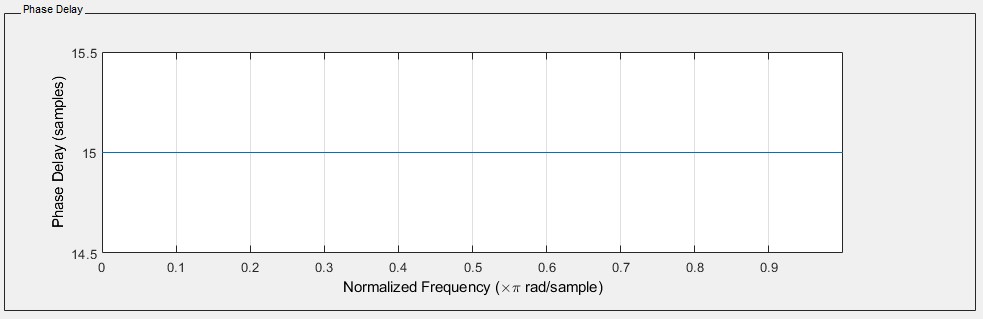 Phase Delay
15.5
15
14.5
Phase Delay (samples)
0 0.1 0.2 0.3 0.4 0.5 0.6 0.7 0.8 0.9
Normalized Frequency (×π rad/sample)